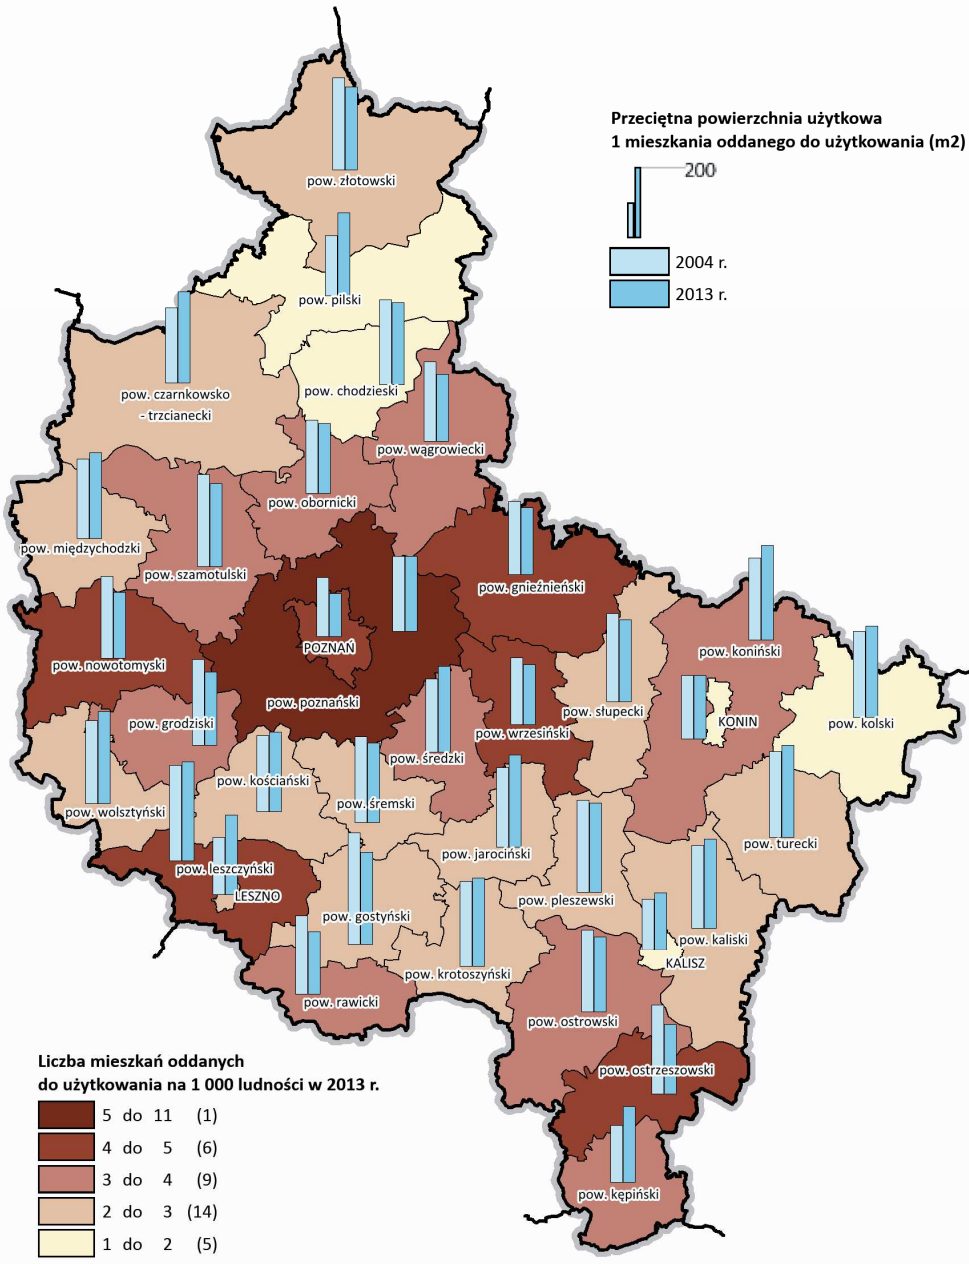 Przeciętna powierzchnia użytkowa
1 mieszkania oddanego do użytkowania (m2)
200
2004 r.
2013 r.
pow. złotowski
pow. pilski
pow. chodzieski
pow. czarnkowsko
- trzcianecki
pow. wągrowiecki
pow. obornicki
pow. międzychodzki
pow. szamotulski
pow. gnieźnieński
POZNAŃ
pow. koniński
pow. nowotomyski
pow. poznański
pow. słupecki
KONIN
pow. kolski
pow. grodziski
pow. wrzesiński
pow. średzki
pow. kościański
pow. śremski
pow. wolsztyński
pow. turecki
pow. jarociński
pow. leszczyński
LESZNO
pow. pleszewski
pow. gostyński
pow. kaliski
KALISZ
pow. krotoszyński
pow. rawicki
pow. ostrowski
pow. ostrzeszowski
pow. kępiński
Liczba mieszkań oddanych
do użytkowania na 1 000 ludności w 2013 r.
5 do 11 (1)
4 do 5 (6)
3 do 4 (9)
2 do 3 (14)
1 do 2 (5)